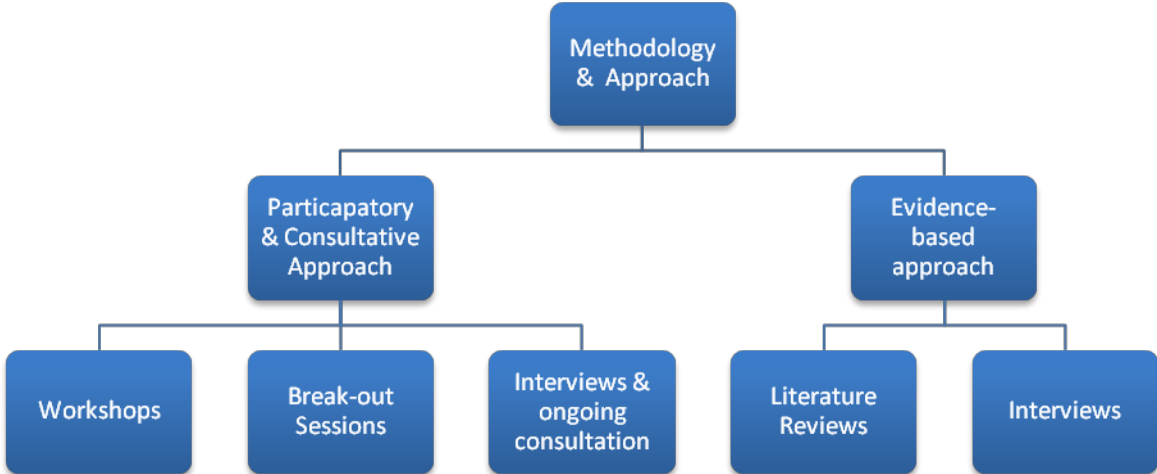 Methodology
& Approach
Particapatory
& Consultative
Approach
Evidence-
based
approach
Workshops
Break-out
Sessions
Interviews &
ongoing
consultation
Literature
Reviews
Interviews